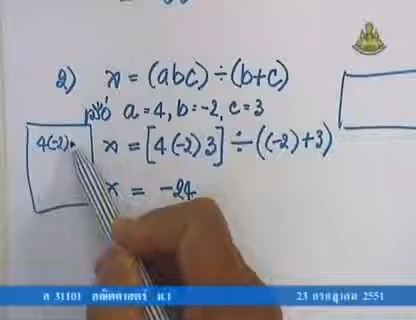 2) x = (abc) ÷ (b+c)
เมื่อ a = 4, b = -2, c = 3
4(-2)
x = [4(-2)3] ÷ ((-2)+3)
x = -24
ค 31101 คณิตศาสตร์ ม.1
23 กรกฎาคม 2551